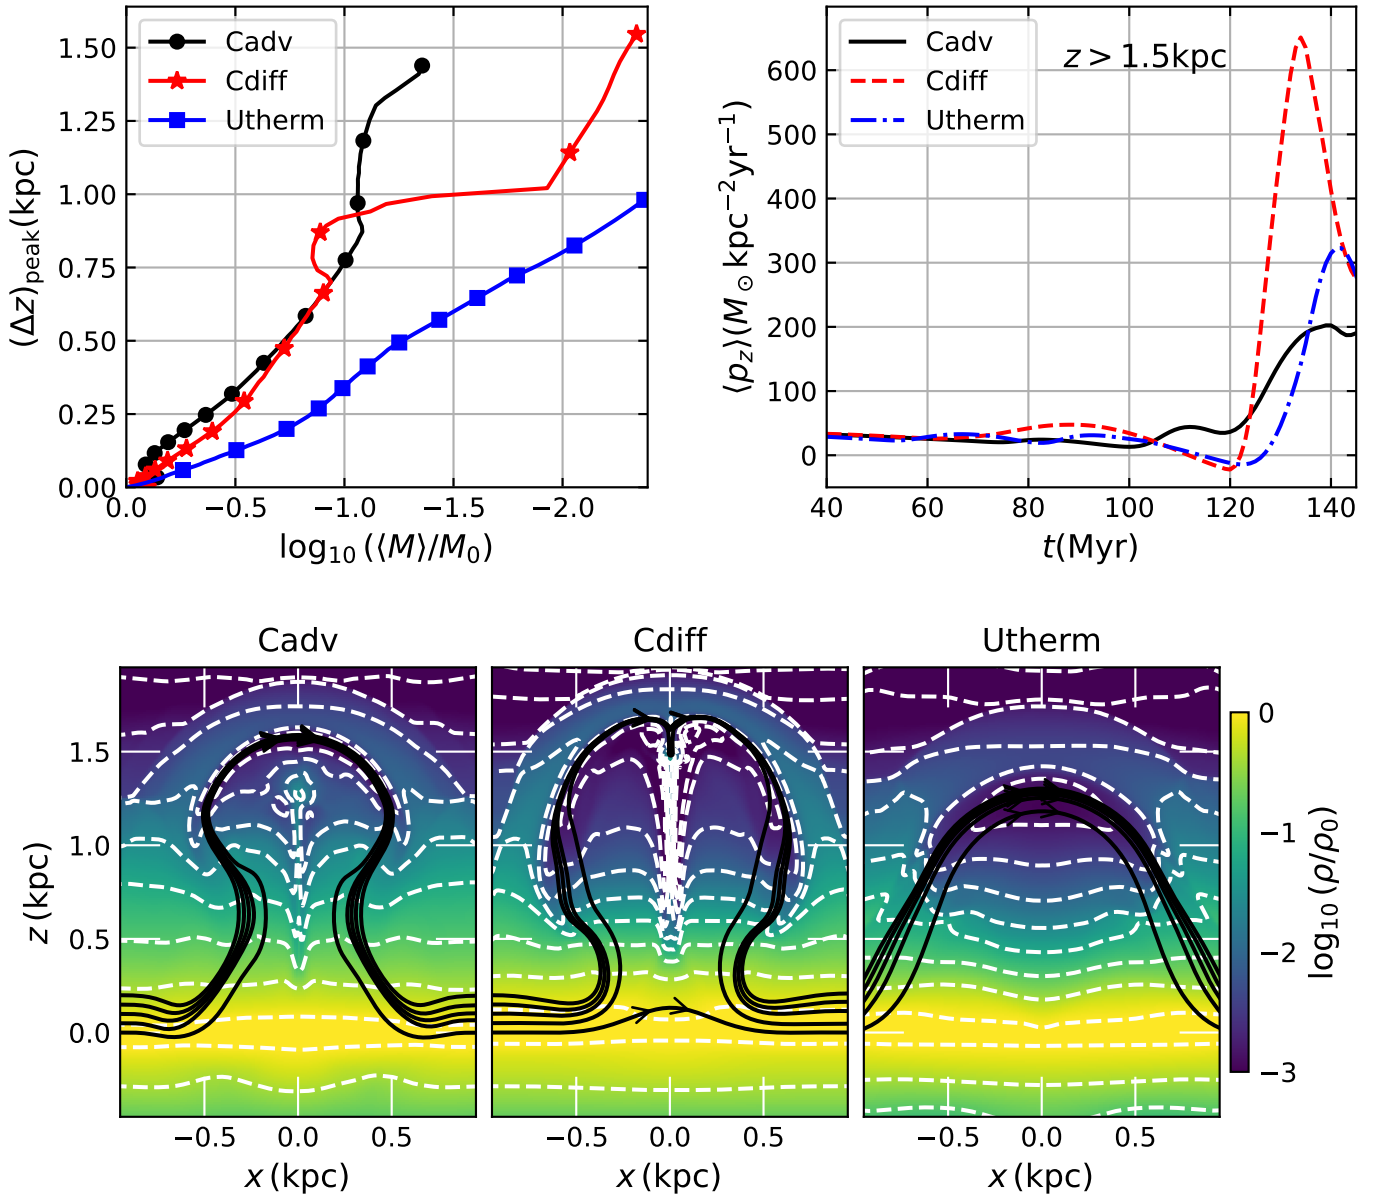 Cadv
Cdiff
Utherm
1.50
1.25
1.00
0.75
0.50
0.25
0.00
(Δz)peak(kpc)
0.0 −0.5 −1.0 −1.5 −2.0
log10 (⟨M⟩/M0)
Cadv
Cdiff
Utherm
z > 1.5kpc
600
500
400
300
200
100
0
⟨pz⟩(M⊙kpc−2yr−1)
40 60 80 100 120 140
t(Myr)
Cadv Cdiff Utherm
1.5
1.0
0.5
0.0
z (kpc)
−0.5 0.0 0.5
−0.5 0.0 0.5
−0.5 0.0 0.5
x (kpc) x (kpc) x (kpc)
0
−1
−2
−3
log10 (ρ/ρ0)